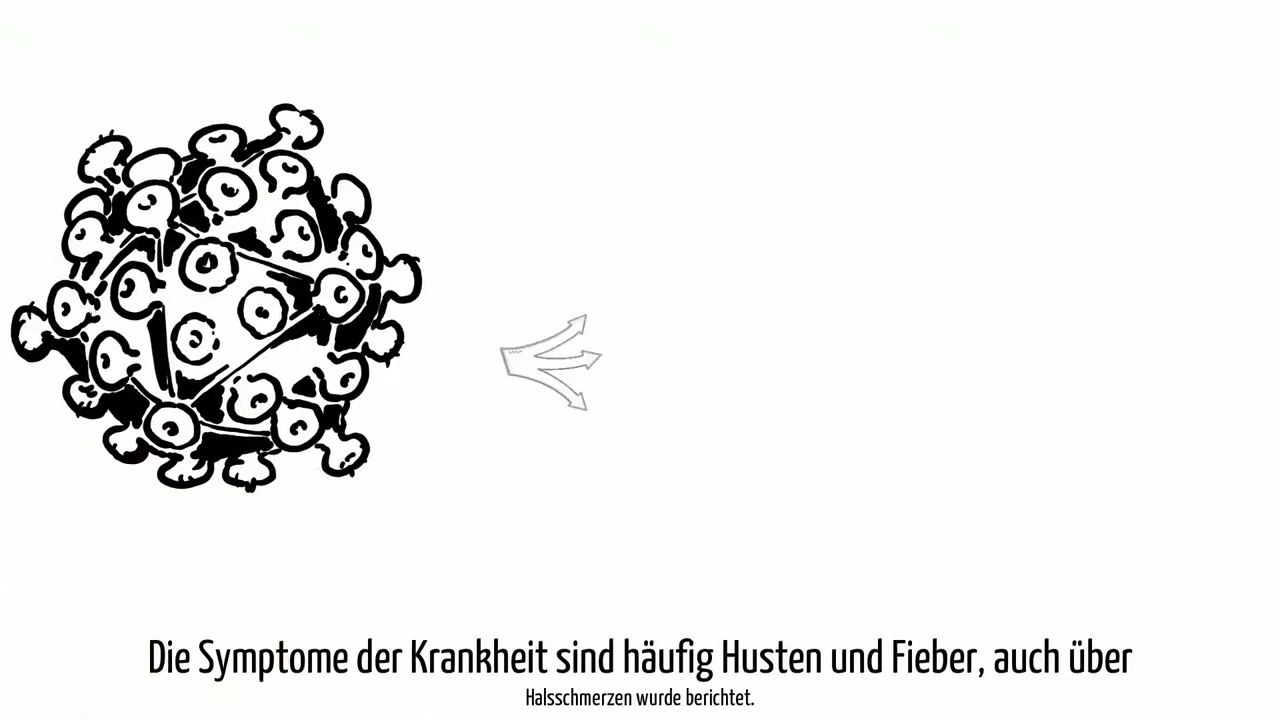 Die Symptome der Krankheit sind häufig Husten und Fieber, auch über
Halsschmerzen wurde berichtet.